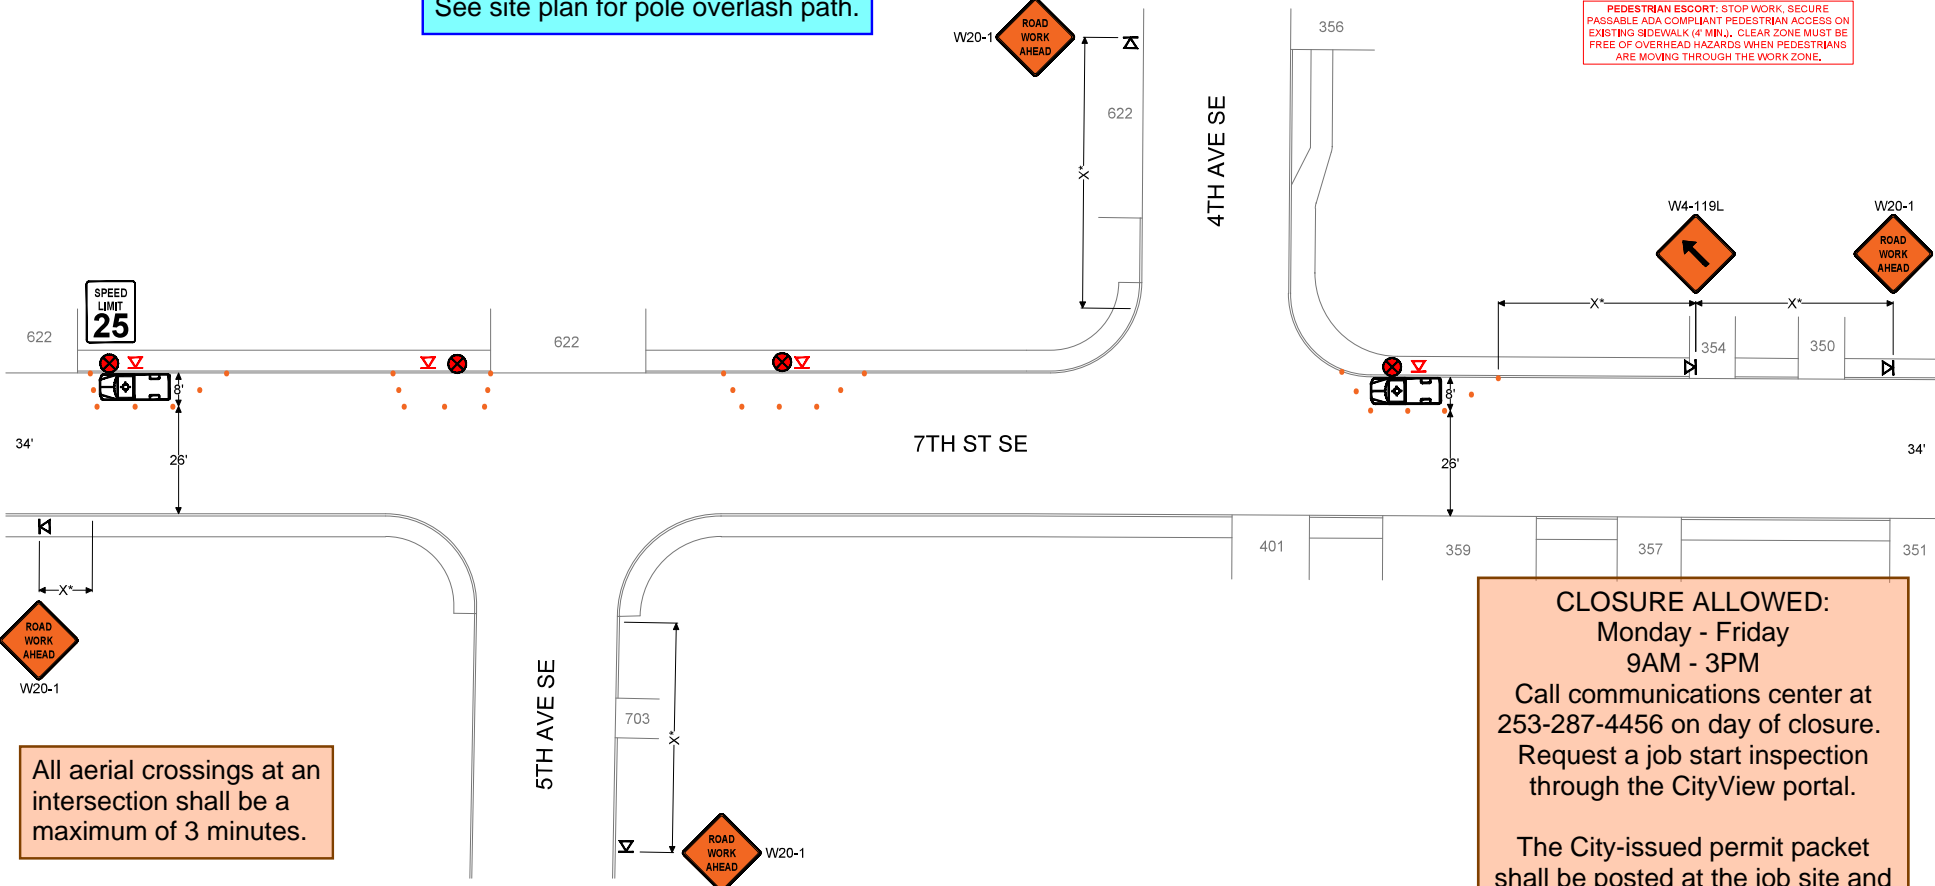 See site plan for pole overlash path.
PEDESTRIAN ESCORT: STOP WORK, SECURE
PASSABLE ADA COMPLIANT PEDESTRIAN ACCESS ON
EXISTING SIDEWALK (4' MIN.). CLEAR ZONE MUST BE
FREE OF OVERHEAD HAZARDS WHEN PEDESTRIANS
ARE MOVING THROUGH THE WORK ZONE.
W20-1
ROAD
WORK
AHEAD
356
622
X*
4TH AVE SE
W4-119L
W20-1
ROAD
WORK
AHEAD
X*
X*
SPEED
LIMIT
25
622
622
354
350
8'
8'
34'
26'
7TH ST SE
26'
34'
401
359
357
351
X*
ROAD
WORK
AHEAD
W20-1
5TH AVE SE
703
X*
ROAD
WORK
AHEAD
W20-1
All aerial crossings at an
intersection shall be a
maximum of 3 minutes.
CLOSURE ALLOWED:
Monday - Friday
9AM - 3PM
Call communications center at
253-287-4456 on day of closure.
Request a job start inspection
through the CityView portal.
The City-issued permit packet
shall be posted at the job site and